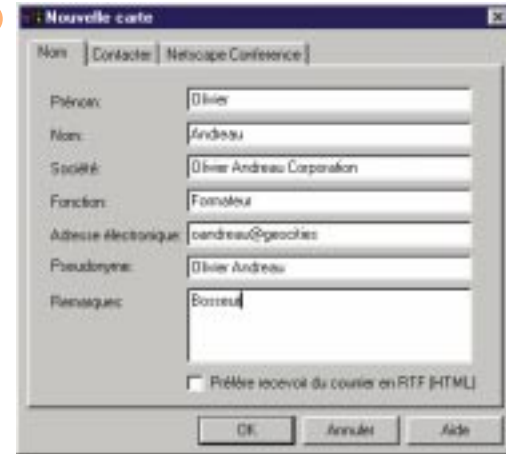 Nouvelle carte
Nom Contacter Netscape Conference
Prénom: Olivier
Nom: Andreau
Société: Olivier Andreau Corporation
Fonction: Formateur
Adresse électronique: oandreau@geocities
Pseudonyme: Olivier Andreau
Remarques: Bosseur
Préfère recevoir du courrier en RTF (HTML)
OK Annuler Aide